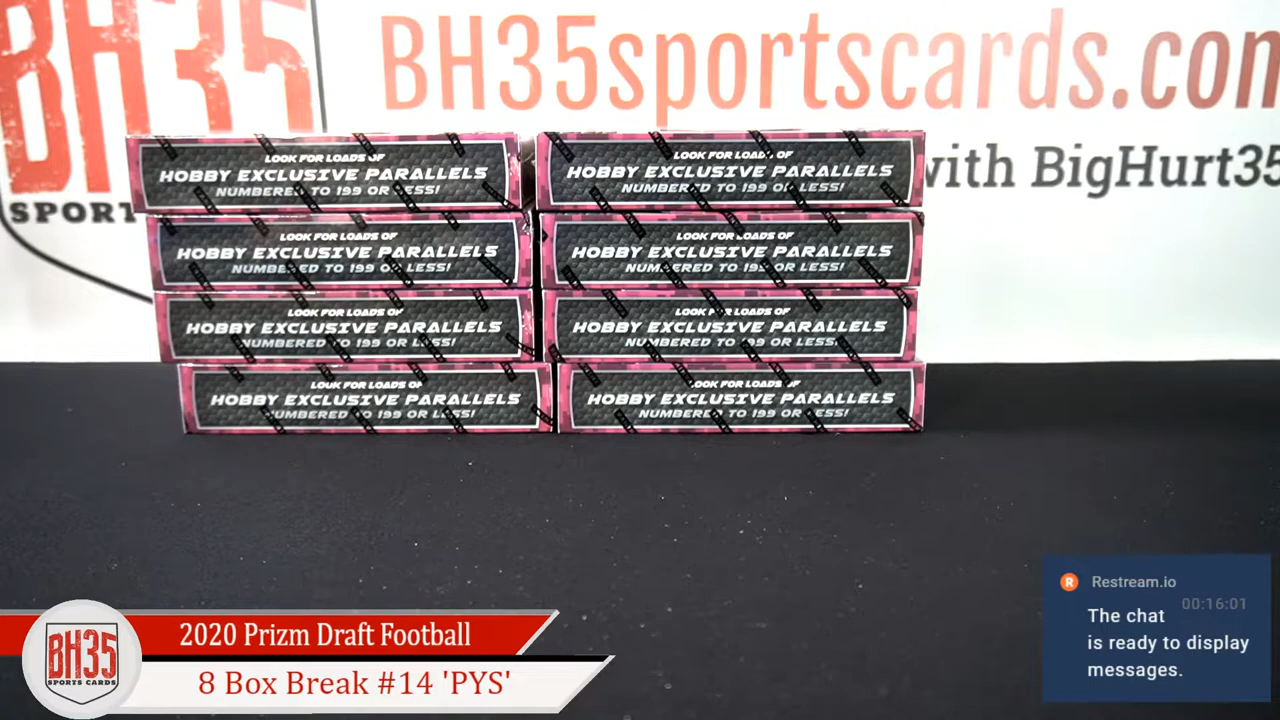 BH35
SPORT
BH35sportscards.com
with BigHurt35
LOOK FOR LOADS OF
HOBBY EXCLUSIVE PARALLELS
NUMBERED TO 199 OR LESS!
LOOK FOR LOADS OF
HOBBY EXCLUSIVE PARALLELS
NUMBERED TO 199 OR LESS!
LOOK FOR LOADS OF
HOBBY EXCLUSIVE PARALLELS
NUMBERED TO 199 OR LESS!
LOOK FOR LOADS OF
HOBBY EXCLUSIVE PARALLELS
NUMBERED TO 199 OR LESS!
LOOK FOR LOADS OF
HOBBY EXCLUSIVE PARALLELS
NUMBERED TO 199 OR LESS!
LOOK FOR LOADS OF
HOBBY EXCLUSIVE PARALLELS
NUMBERED TO 199 OR LESS!
LOOK FOR LOADS OF
HOBBY EXCLUSIVE PARALLELS
NUMBERED TO 199 OR LESS!
LOOK FOR LOADS OF
HOBBY EXCLUSIVE PARALLELS
NUMBERED TO 199 OR LESS!
BH35
SPORTS CARDS
2020 Prizm Draft Football
8 Box Break #14 'PYS'
R
Restream.io
00:16:01
The chat
is ready to display
messages.